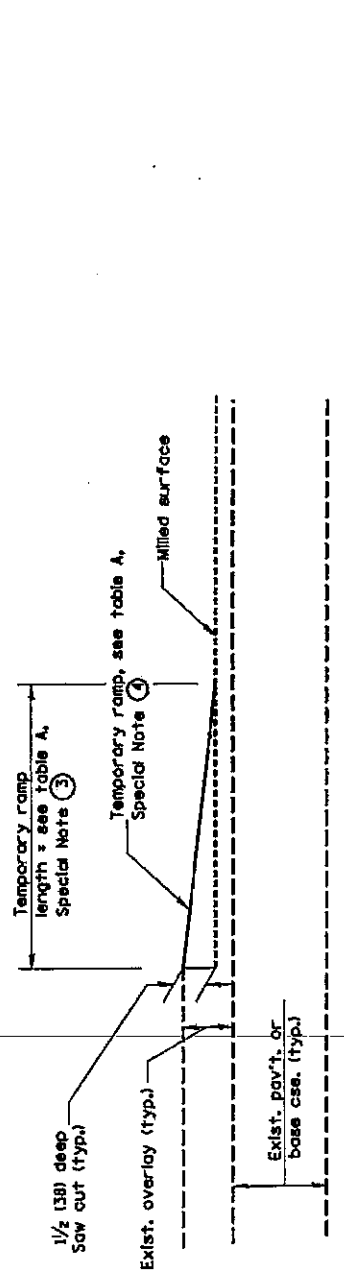 Temporary ramp
length = see table A,
Special Note ③
Temporary ramp, see table A,
Special Note ④
Milled surface
1½ (38) deep
Saw cut (typ.)
Exist. overlay (typ.)
Exist. pav't. or
base cse. (typ.)